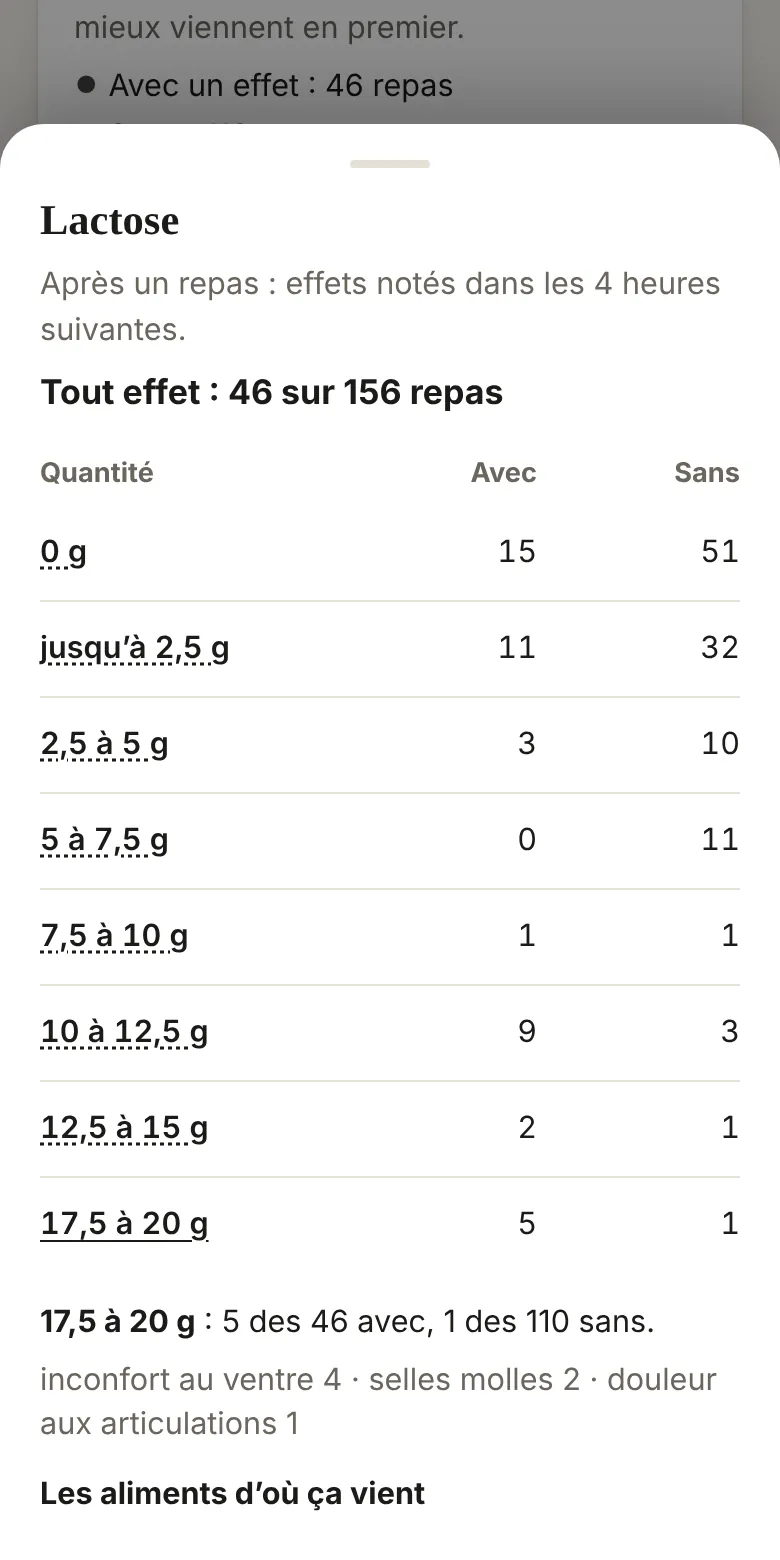 mieux viennent en premier.
● Avec un effet : 46 repas
Lactose
Après un repas : effets notés dans les 4 heures
suivantes.
Tout effet : 46 sur 156 repas
Quantité Avec Sans
0 g 15 51
jusqu’à 2,5 g 11 32
2,5 à 5 g 3 10
5 à 7,5 g 0 11
7,5 à 10 g 1 1
10 à 12,5 g 9 3
12,5 à 15 g 2 1
17,5 à 20 g 5 1
17,5 à 20 g : 5 des 46 avec, 1 des 110 sans.
inconfort au ventre 4 · selles molles 2 · douleur
aux articulations 1
Les aliments d’où ça vient